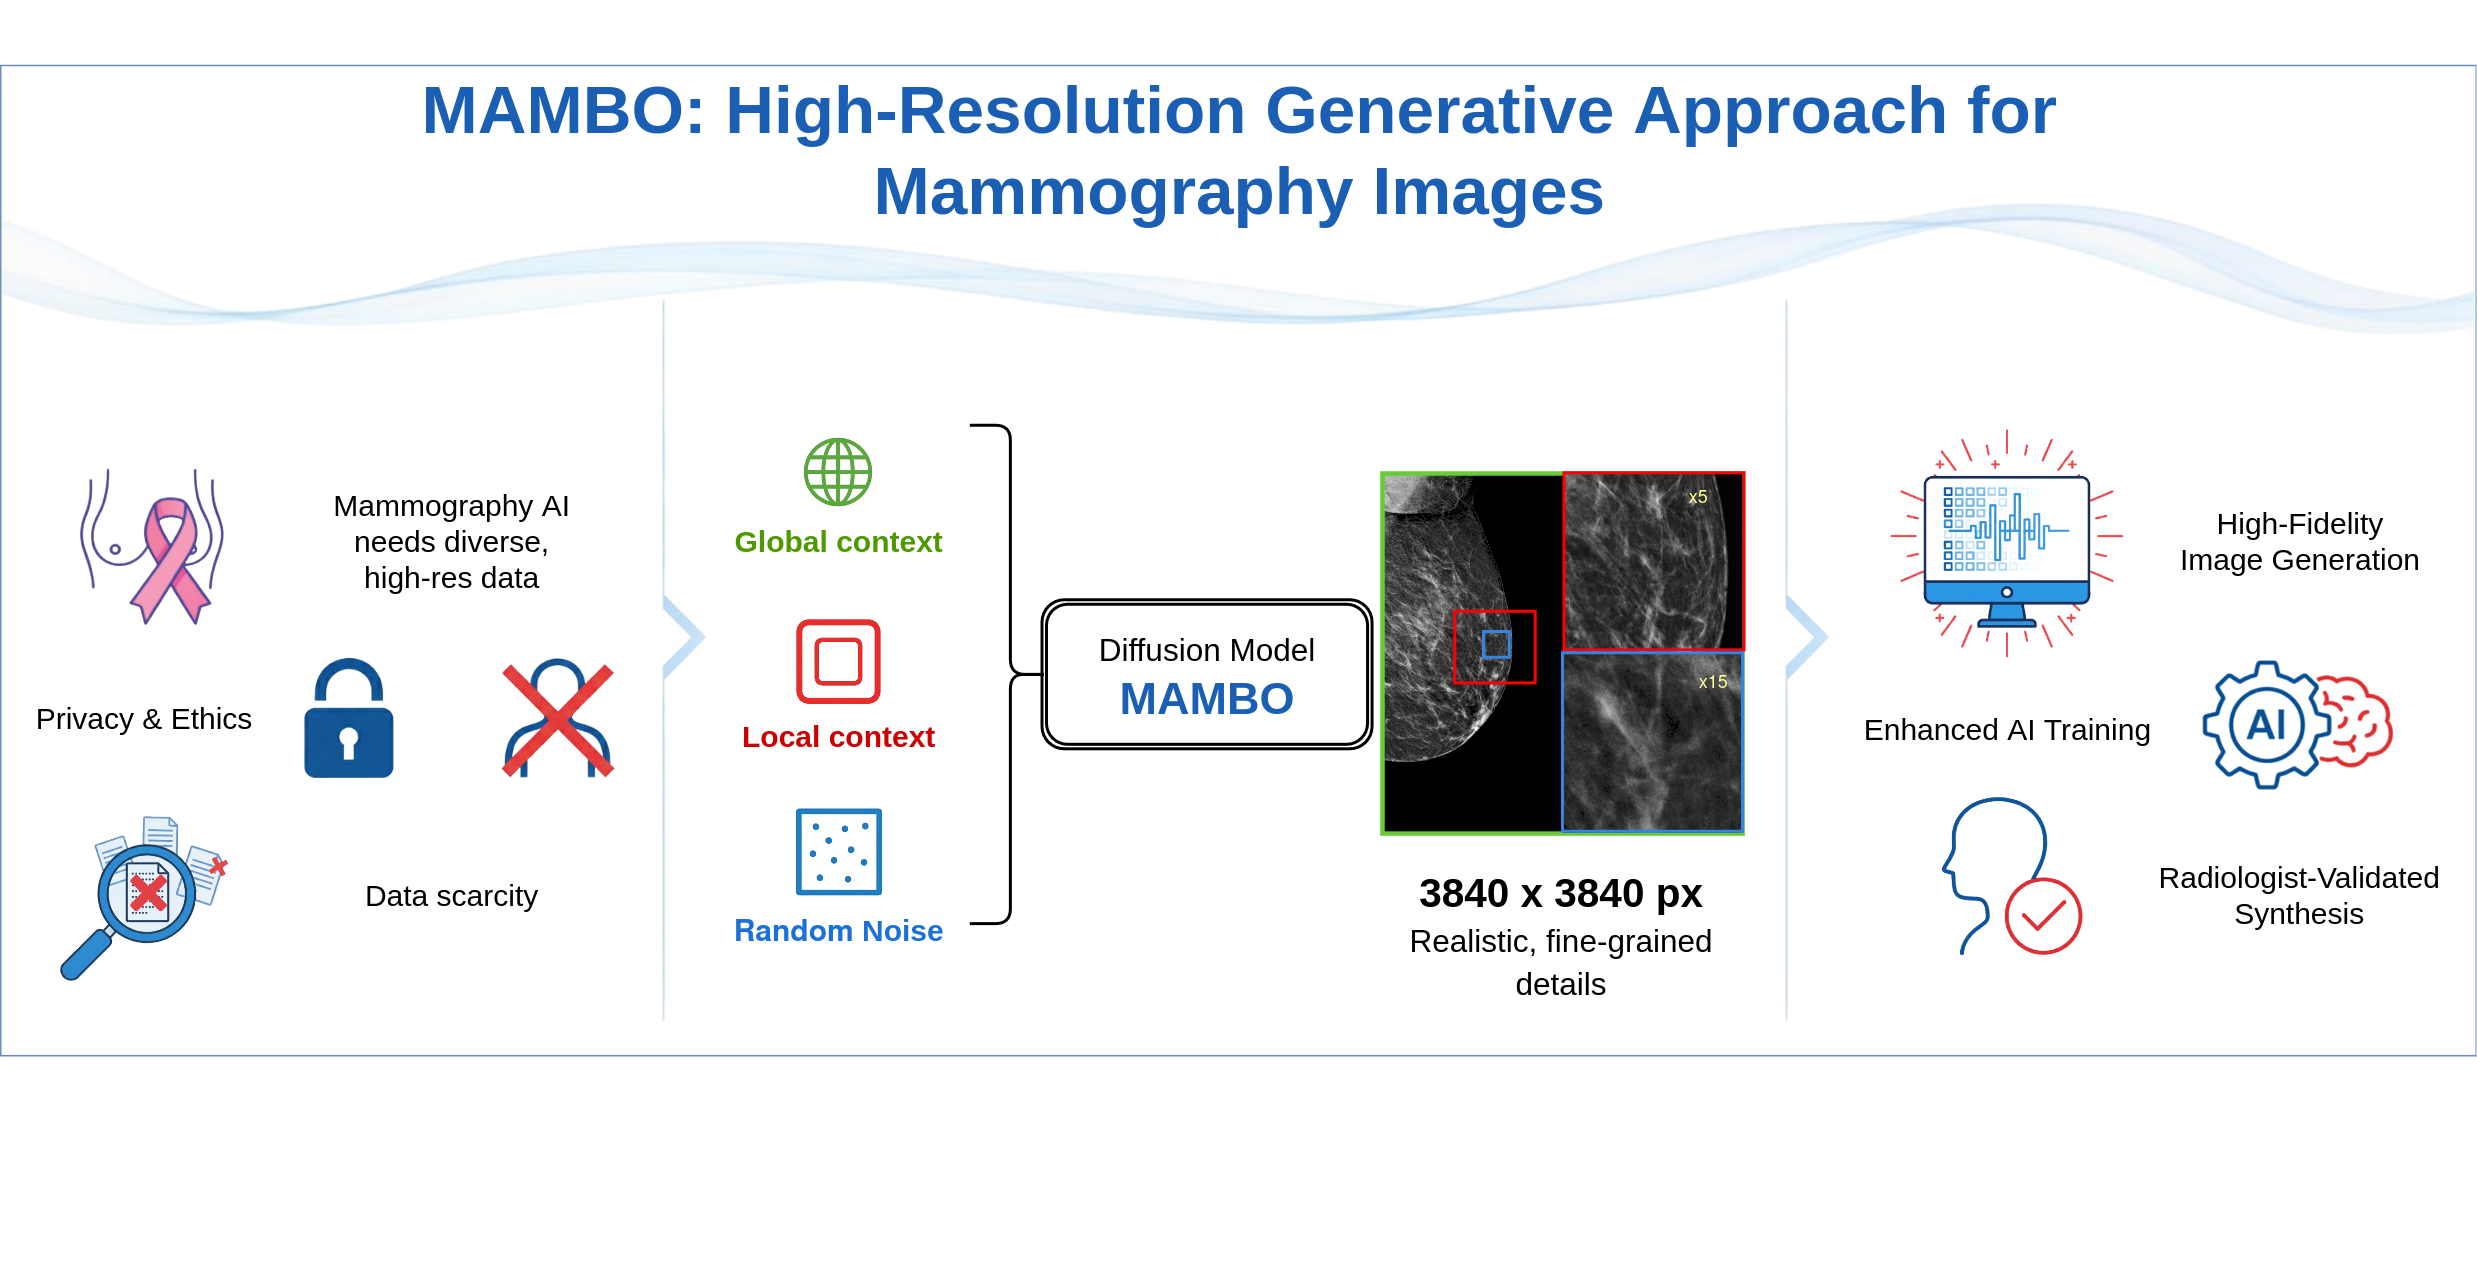 MAMBO: High-Resolution Generative Approach for
Mammography Images
Mammography AI
needs diverse,
high-res data
Privacy & Ethics
Data scarcity
Global context
Local context
Random Noise
Diffusion Model
MAMBO
x5
x15
3840 x 3840 px
Realistic, fine-grained
details
High-Fidelity
Image Generation
Enhanced AI Training
AI
Radiologist-Validated
Synthesis